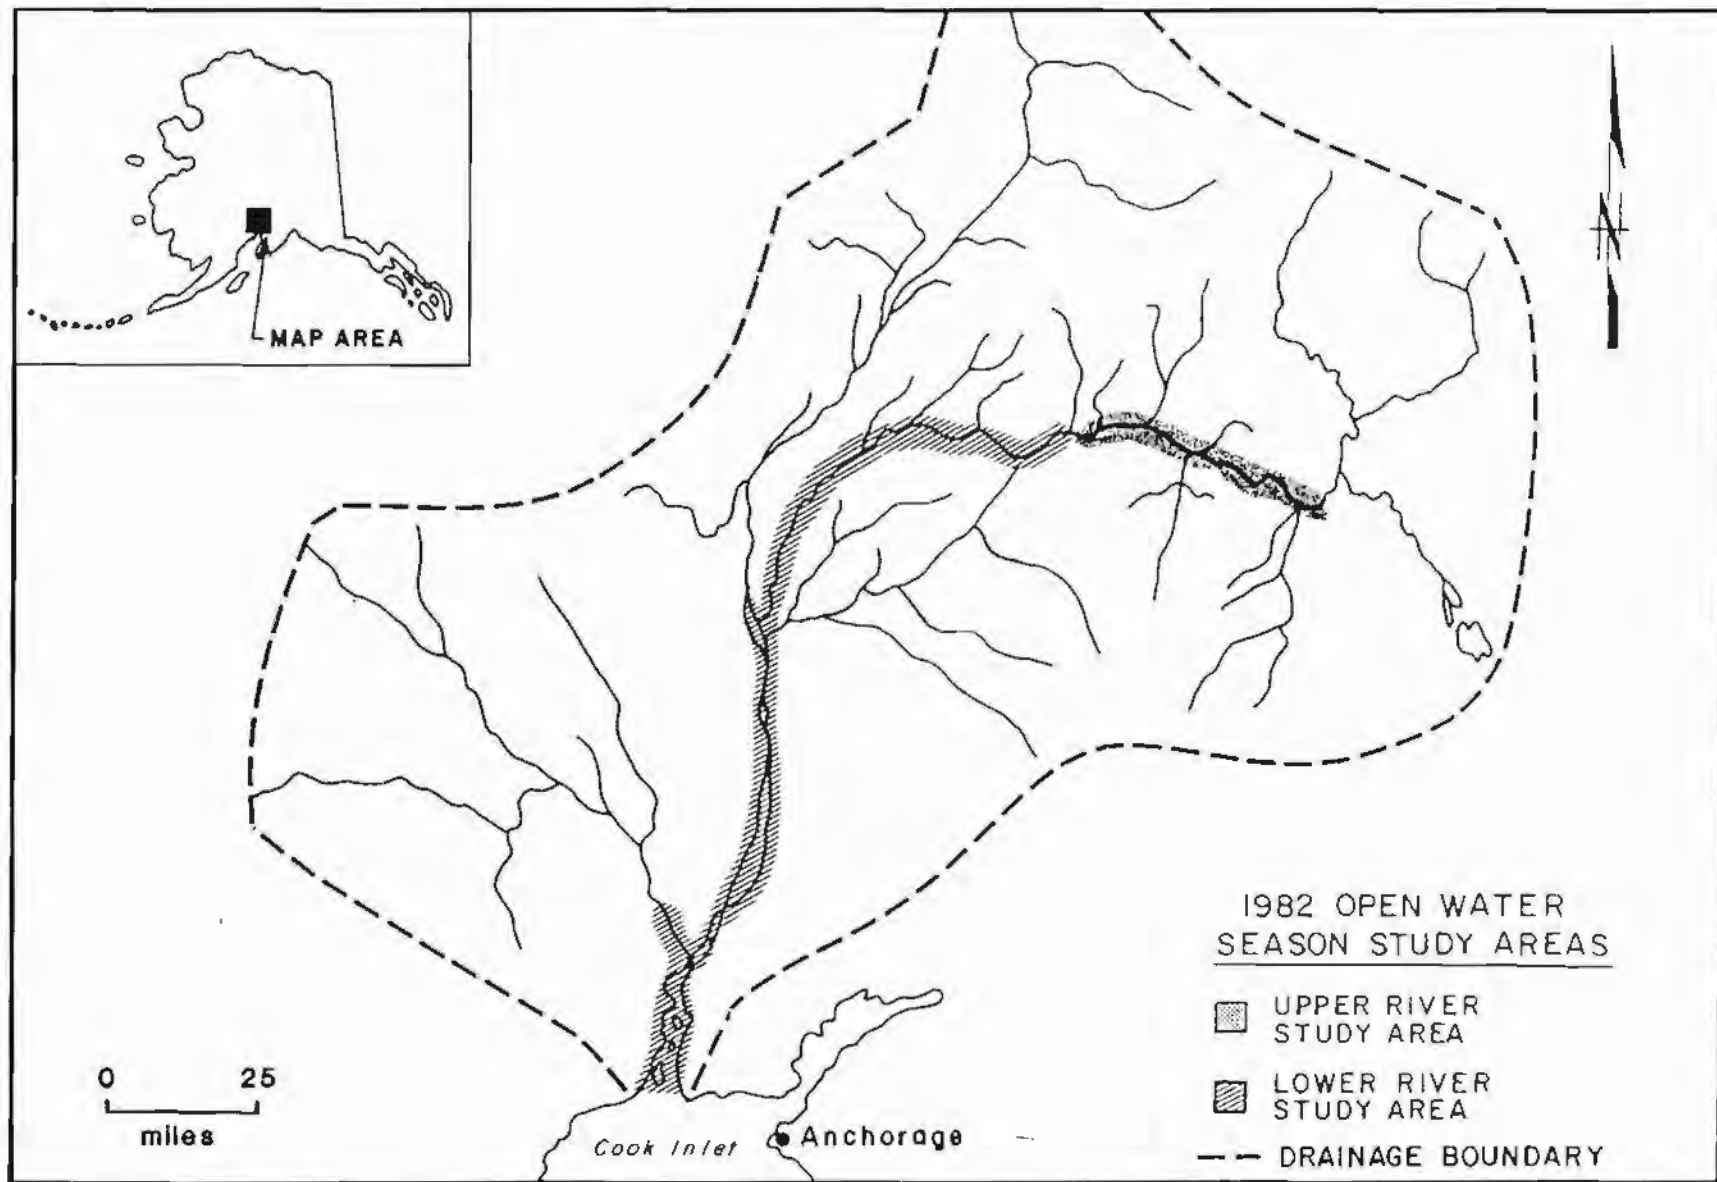 MAP AREA
1982 OPEN WATER
SEASON STUDY AREAS
UPPER RIVER
STUDY AREA
LOWER RIVER
STUDY AREA
DRAINAGE BOUNDARY
0 25
miles
Cook Inlet
Anchorage
N